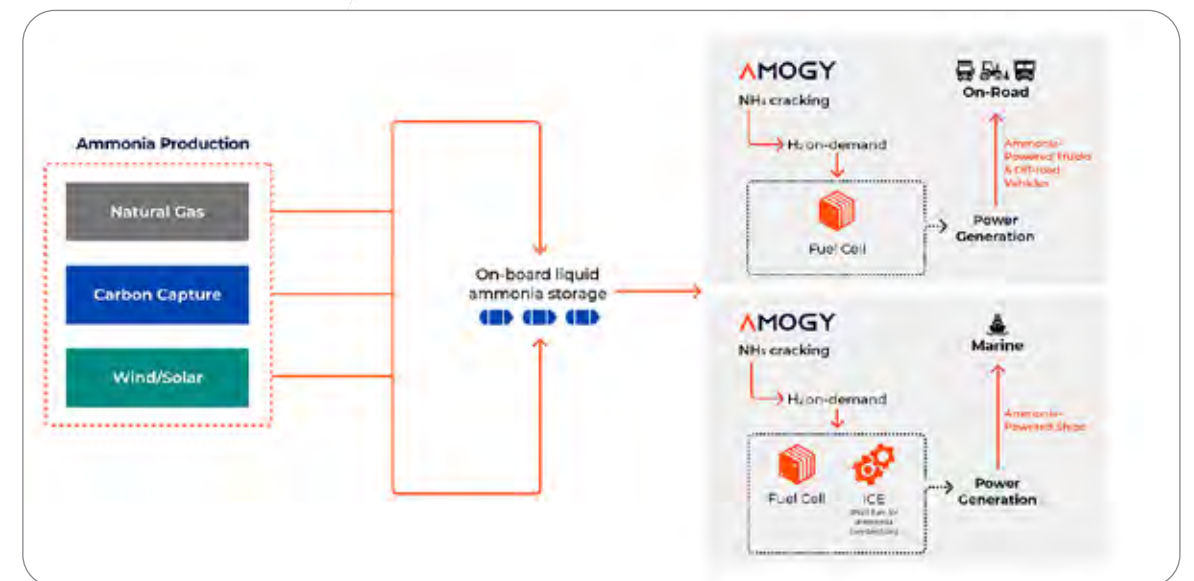 Ammonia Production
Natural Gas
Carbon Capture
Wind/Solar
On-board liquid
ammonia storage
AMOGY
NH₃ cracking
H₂ on-demand
Fuel Cell
Power
Generation
Ammonia-
Powered Trucks
& Off-road
Vehicles
On-Road
AMOGY
NH₃ cracking
H₂ on-demand
Fuel Cell
ICE
Power
Generation
Ammonia-
Powered Ships
Marine